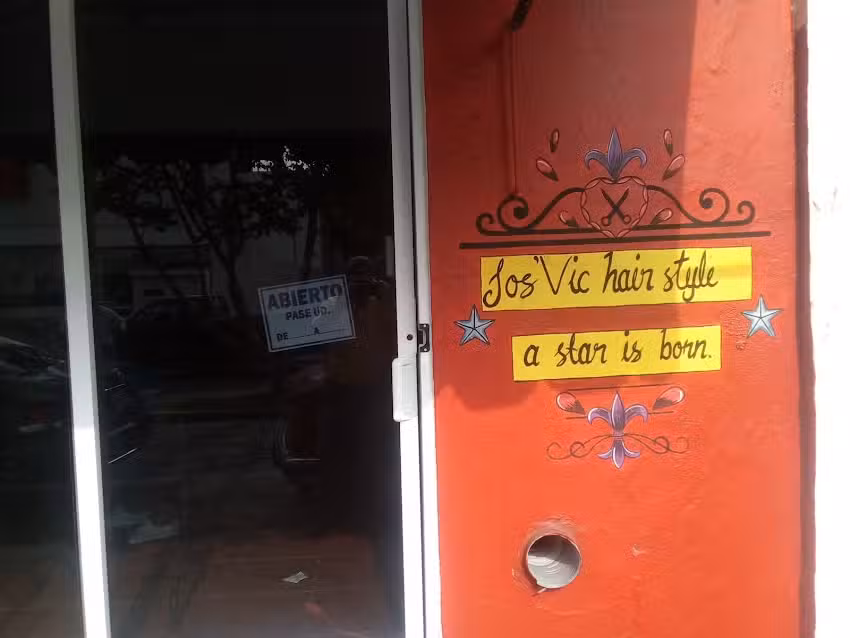 ABIERTO
PASE UD.
DE A
Jos'Vic hair style
a star is born.